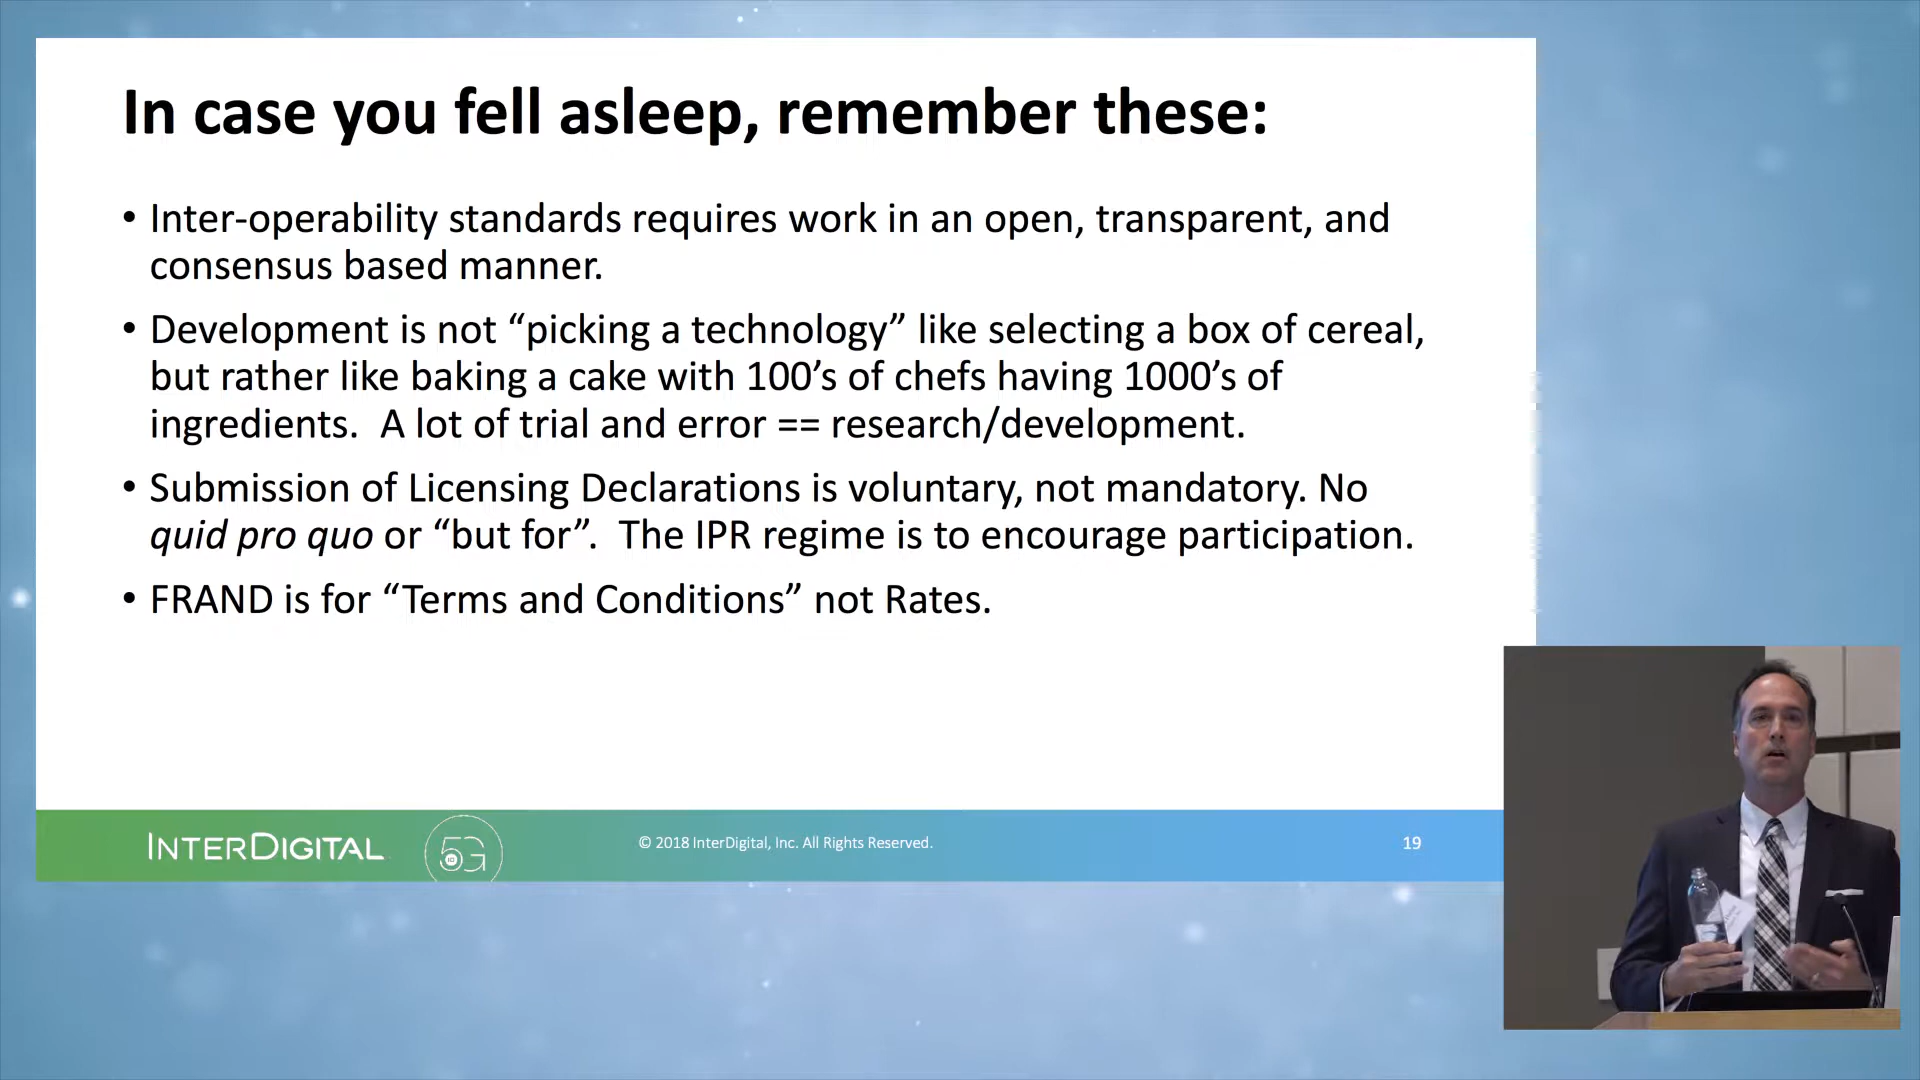 In case you fell asleep, remember these:
• Inter-operability standards requires work in an open, transparent, and
consensus based manner.
• Development is not “picking a technology” like selecting a box of cereal,
but rather like baking a cake with 100’s of chefs having 1000’s of
ingredients.  A lot of trial and error == research/development.
• Submission of Licensing Declarations is voluntary, not mandatory. No
quid pro quo or “but for”.  The IPR regime is to encourage participation.
• FRAND is for “Terms and Conditions” not Rates.
INTERDIGITAL
5G
© 2018 InterDigital, Inc. All Rights Reserved.
19